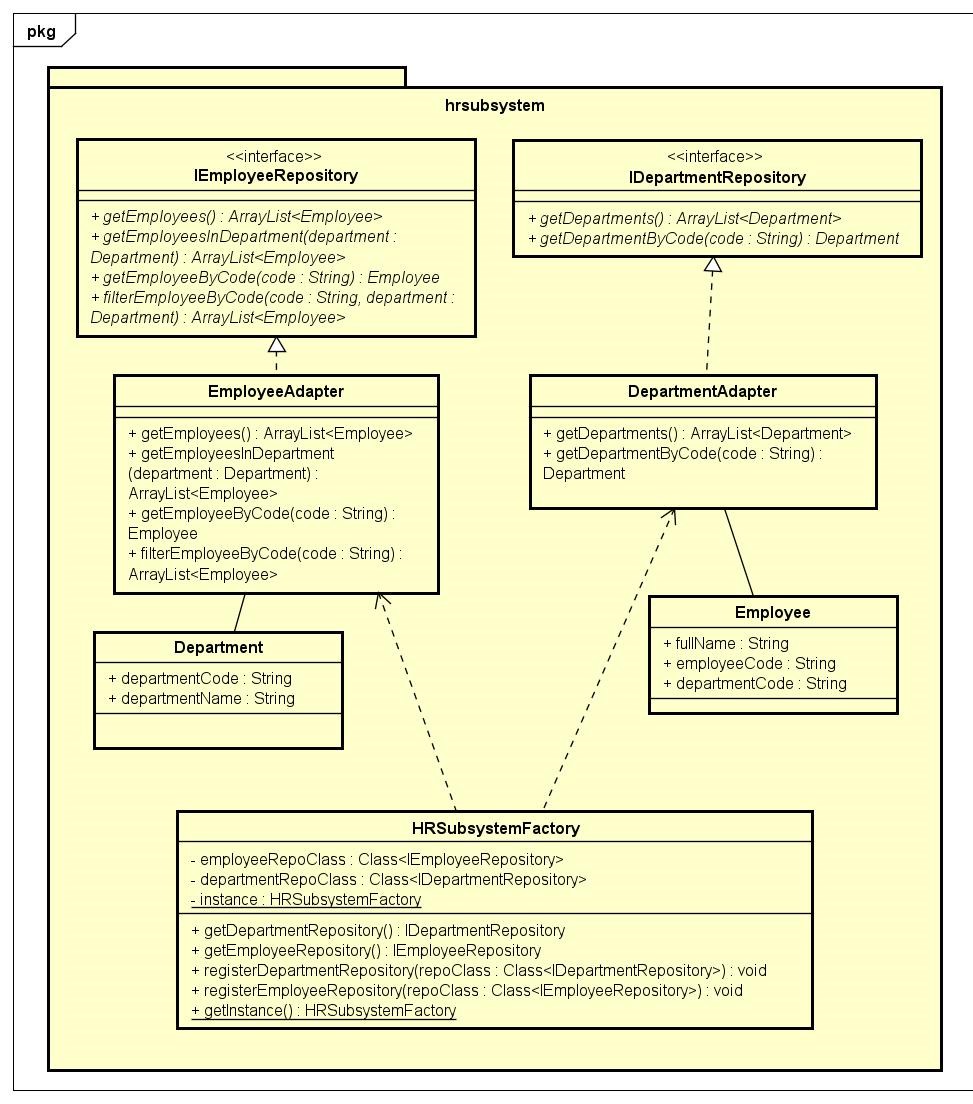 pkg
hrsubsystem
<<interface>>
IEmployeeRepository
+ getEmployees() : ArrayList<Employee>
+ getEmployeesInDepartment(department :
Department) : ArrayList<Employee>
+ getEmployeeByCode(code : String) : Employee
+ filterEmployeeByCode(code : String, department :
Department) : ArrayList<Employee>
<<interface>>
IDepartmentRepository
+ getDepartments() : ArrayList<Department>
+ getDepartmentByCode(code : String) : Department
EmployeeAdapter
+ getEmployees() : ArrayList<Employee>
+ getEmployeesInDepartment
(department : Department) :
ArrayList<Employee>
+ getEmployeeByCode(code : String) :
Employee
+ filterEmployeeByCode(code : String) :
ArrayList<Employee>
DepartmentAdapter
+ getDepartments() : ArrayList<Department>
+ getDepartmentByCode(code : String) :
Department
Department
+ departmentCode : String
+ departmentName : String
Employee
+ fullName : String
+ employeeCode : String
+ departmentCode : String
HRSubsystemFactory
- employeeRepoClass : Class<IEmployeeRepository>
- departmentRepoClass : Class<IDepartmentRepository>
- instance : HRSubsystemFactory
+ getDepartmentRepository() : IDepartmentRepository
+ getEmployeeRepository() : IEmployeeRepository
+ registerDepartmentRepository(repoClass : Class<IDepartmentRepository>) : void
+ registerEmployeeRepository(repoClass : Class<IEmployeeRepository>) : void
+ getInstance() : HRSubsystemFactory